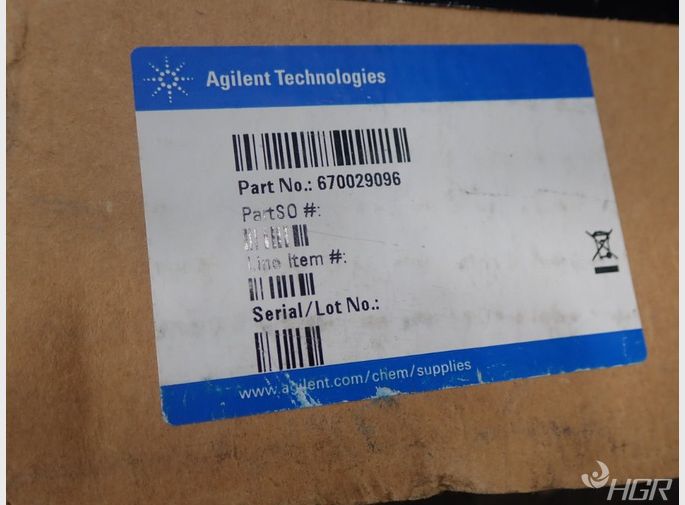 Agilent Technologies
Part No.: 670029096
PartSO #:
Line Item #:
Serial/Lot No.:
www.agilent.com/chem/supplies
HGR